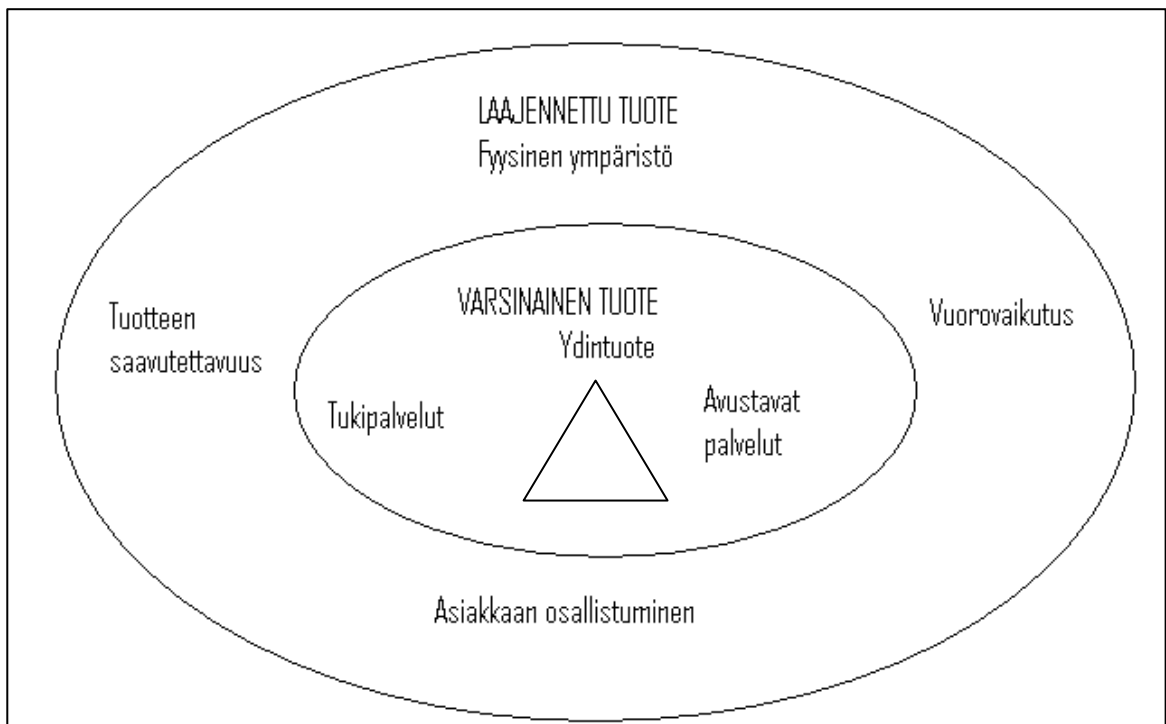 LAAJENNETTU TUOTE
Fyysinen ympäristö
VARSINAINEN TUOTE
Ydintuote
Tuotteen
saavutettavuus
Vuorovaikutus
Tukipalvelut
Avustavat
palvelut
Asiakkaan osallistuminen